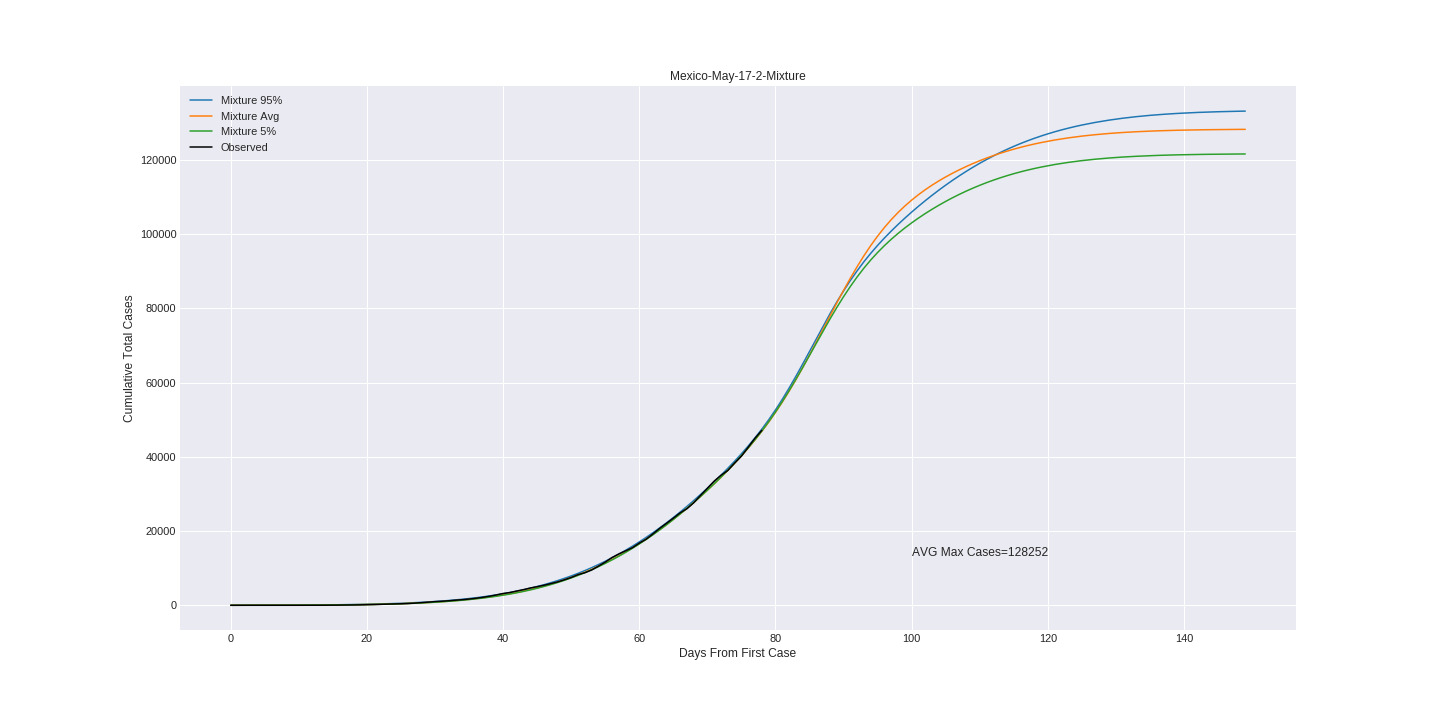 Mexico-May-17-2-Mixture
Mixture 95%
Mixture Avg
Mixture 5%
Observed
120000
100000
80000
60000
40000
20000
0
Cumulative Total Cases
AVG Max Cases=128252
0 20 40 60 80 100 120 140
Days From First Case